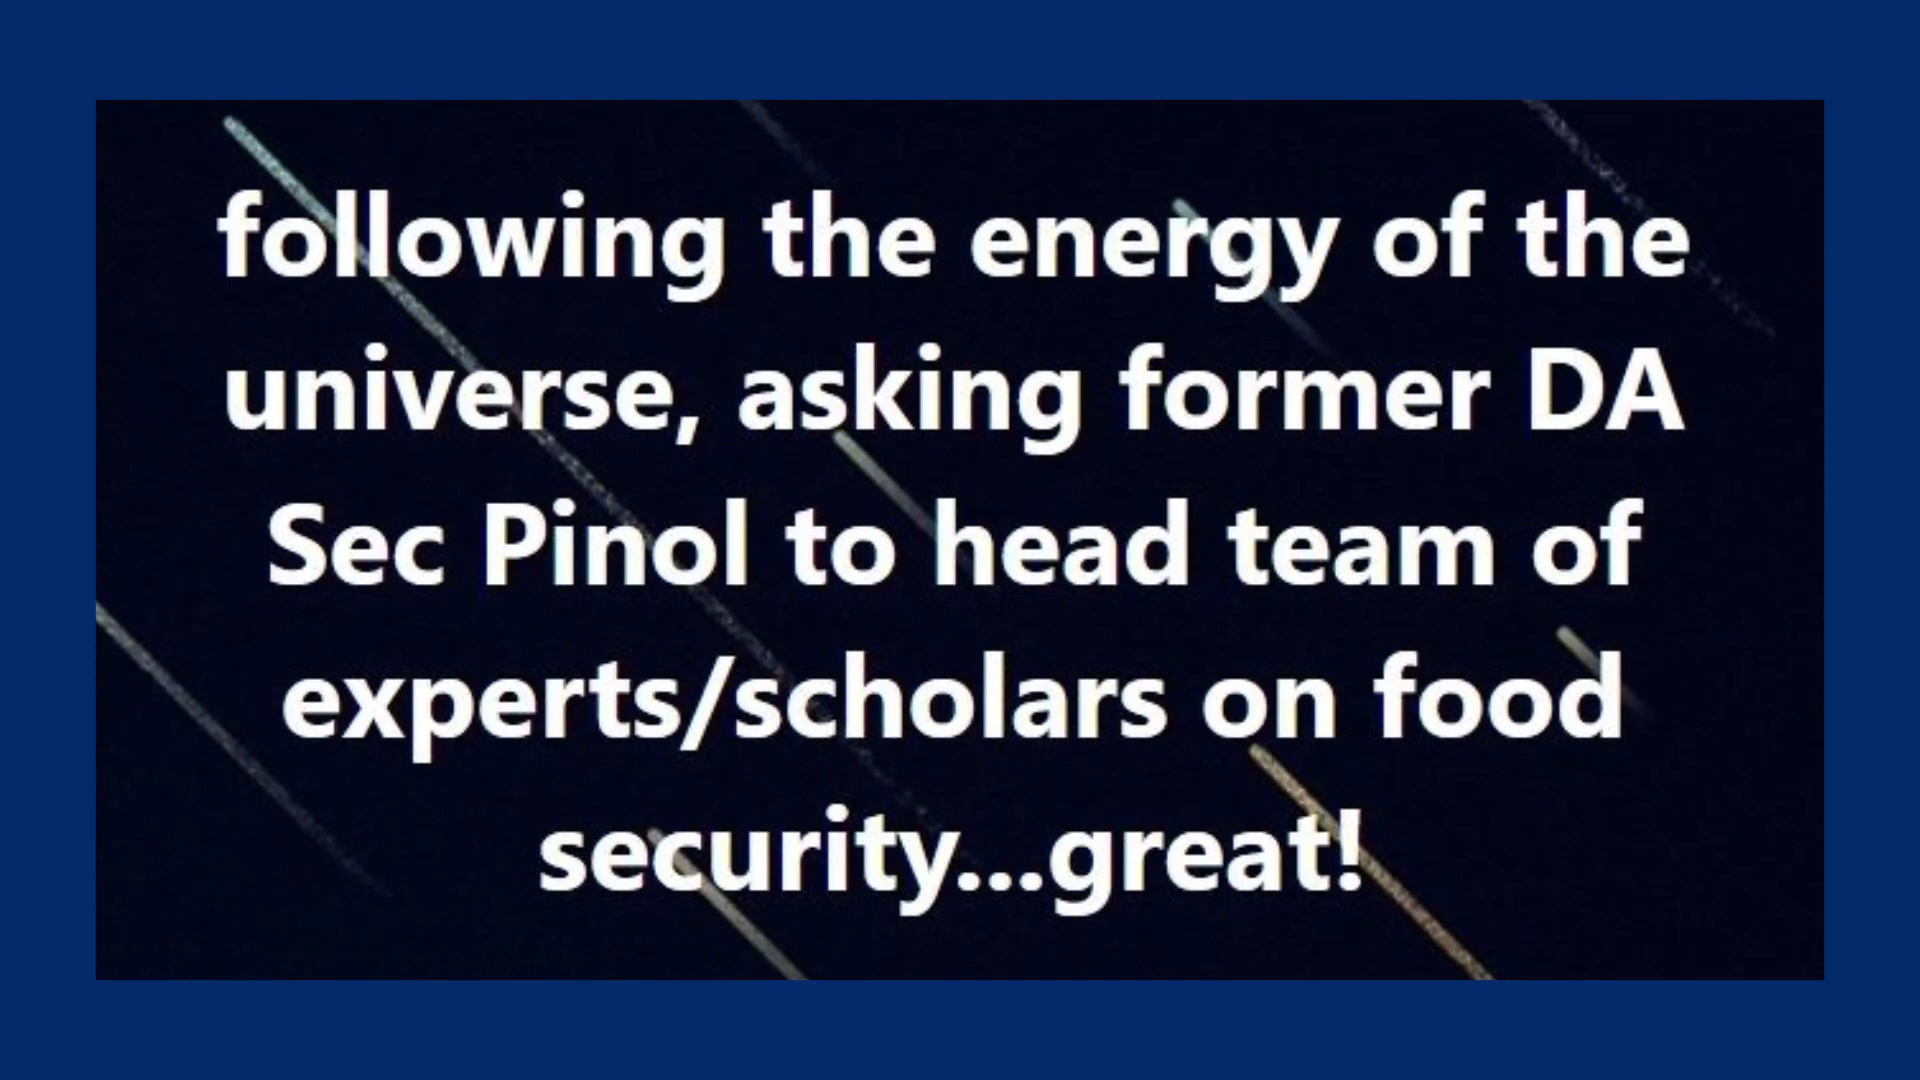 following the energy of the
universe, asking former DA
Sec Pinol to head team of
experts/scholars on food
security...great!